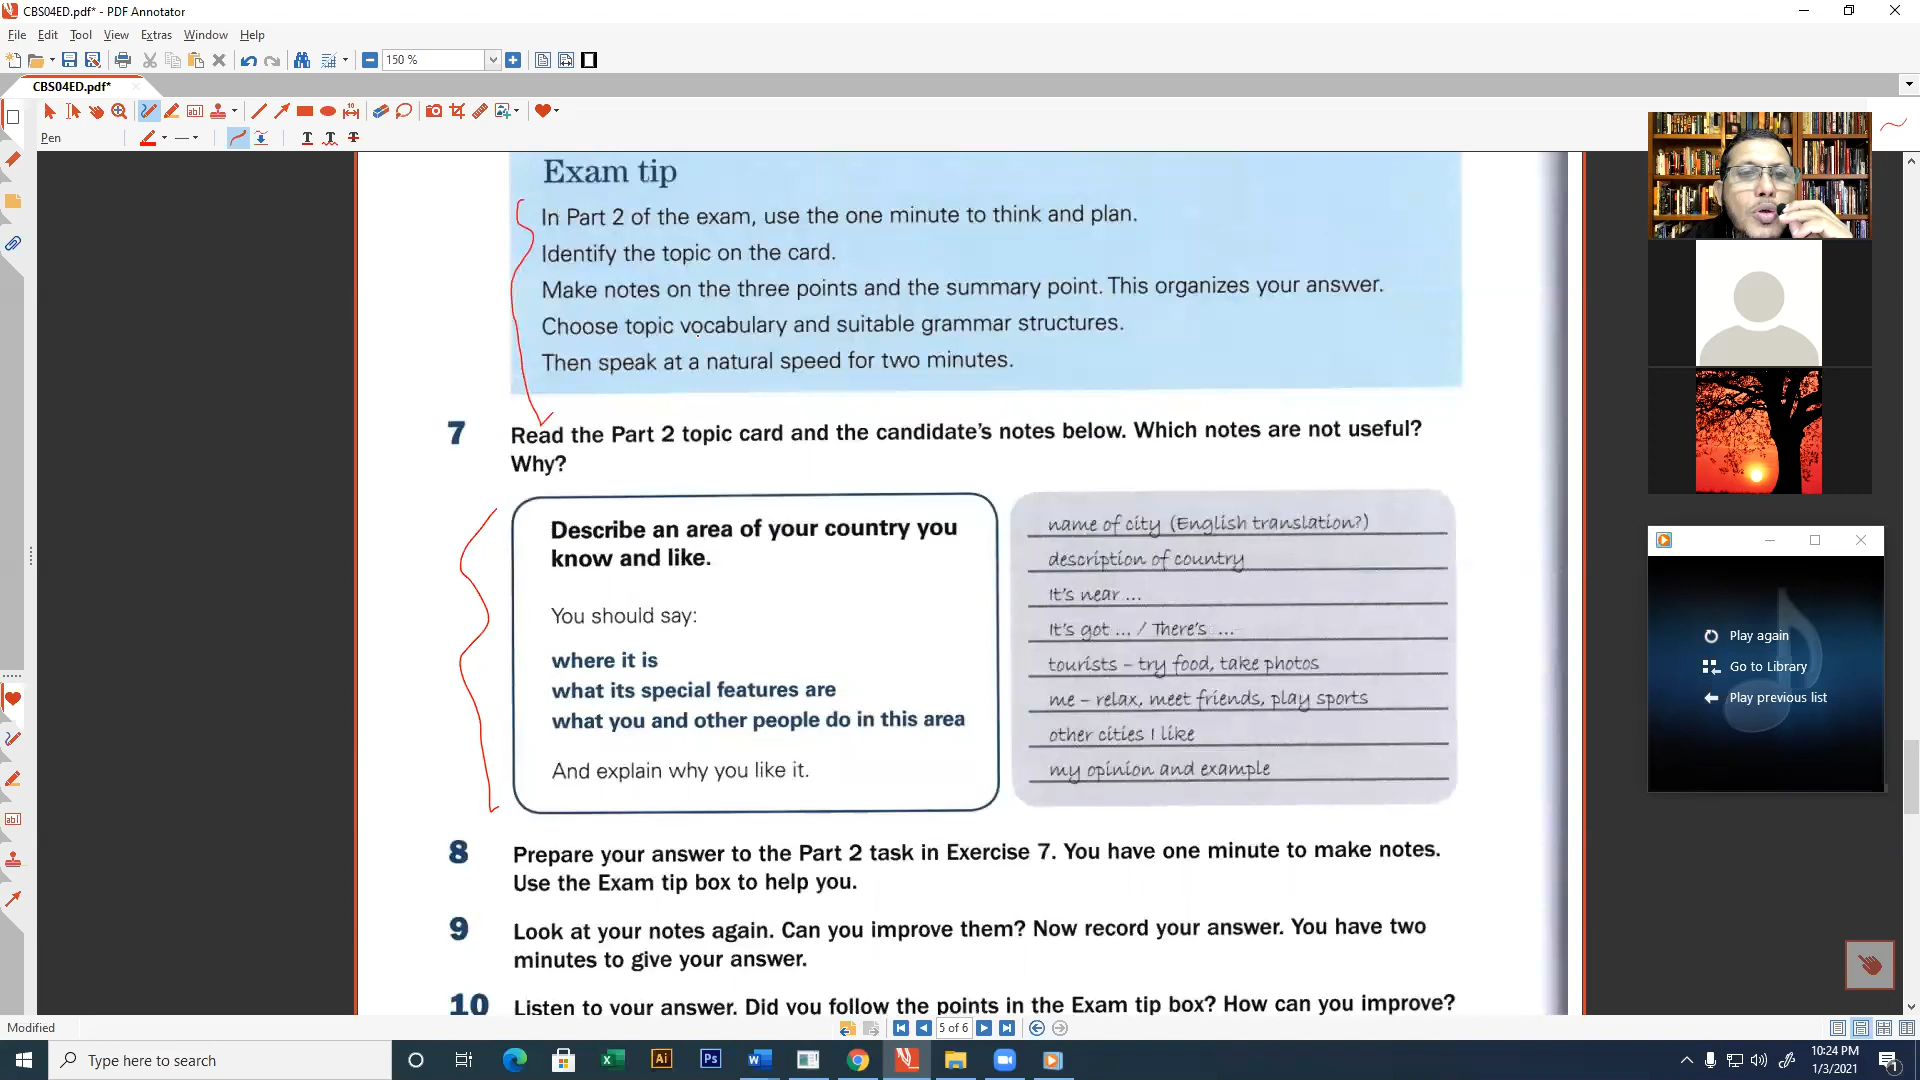 CBS04ED.pdf* - PDF Annotator
File Edit Tool View Extras Window Help
150 %
CBS04ED.pdf*
Pen
Exam tip
In Part 2 of the exam, use the one minute to think and plan.
Identify the topic on the card.
Make notes on the three points and the summary point. This organizes your answer.
Choose topic vocabulary and suitable grammar structures.
Then speak at a natural speed for two minutes.
7 Read the Part 2 topic card and the candidate's notes below. Which notes are not useful?
Why?
Describe an area of your country you
know and like.
You should say:
where it is
what its special features are
what you and other people do in this area
And explain why you like it.
name of city (English translation?)
description of country
It's near ...
It's got ... / There's ...
tourists – try food, take photos
me – relax, meet friends, play sports
other cities I like
my opinion and example
8 Prepare your answer to the Part 2 task in Exercise 7. You have one minute to make notes.
Use the Exam tip box to help you.
9 Look at your notes again. Can you improve them? Now record your answer. You have two
minutes to give your answer.
10 Listen to your answer. Did you follow the points in the Exam tip box? How can you improve?
Play again
Go to Library
Play previous list
Modified
5 of 6
Type here to search
10:24 PM
1/3/2021